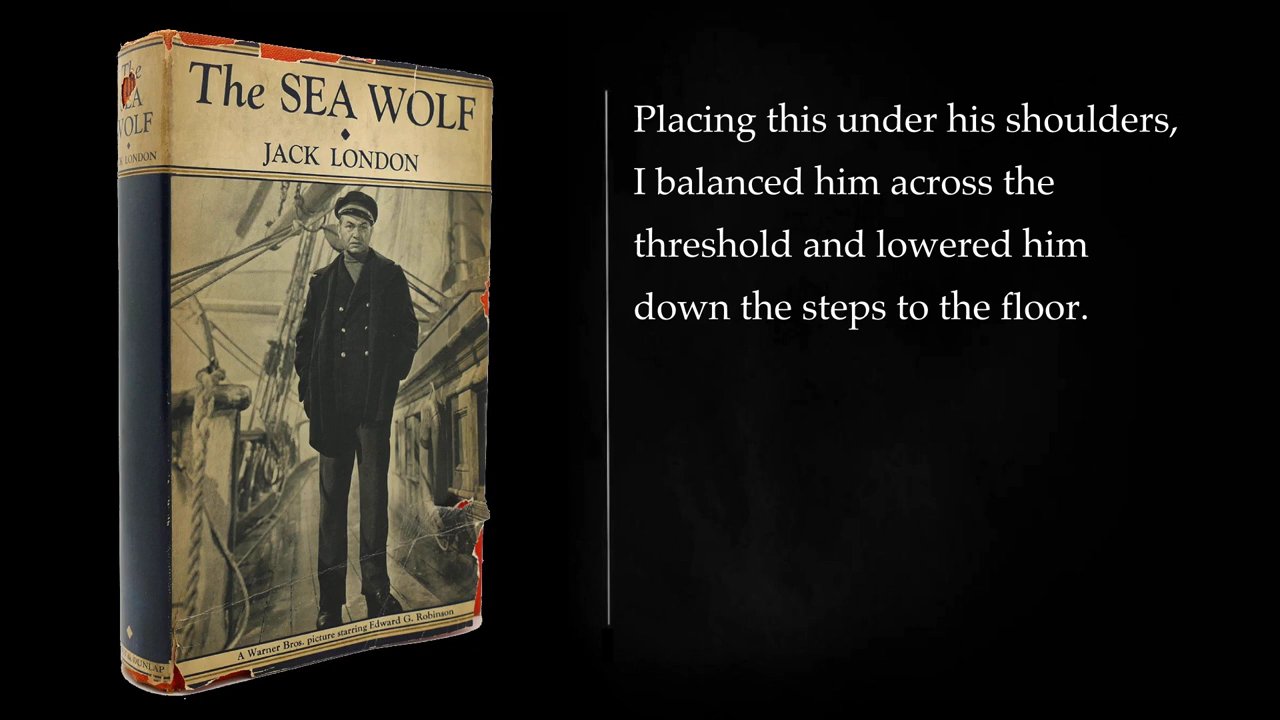 The
SEA
WOLF
LONDON
DUNLAP
The SEA WOLF
JACK LONDON
A Warner Bros. picture starring Edward G. Robinson
Placing this under his shoulders,
I balanced him across the
threshold and lowered him
down the steps to the floor.